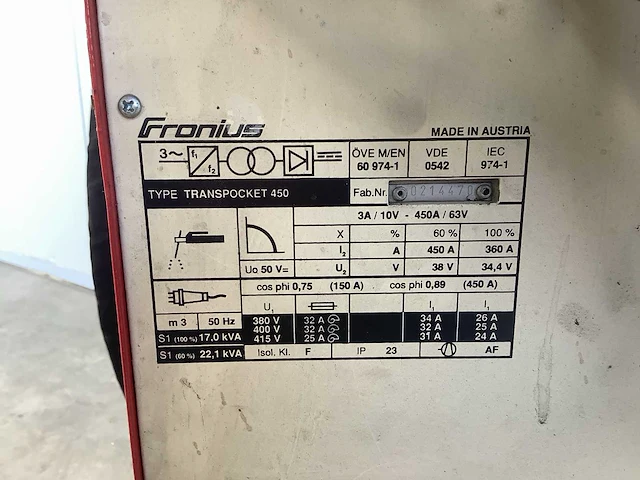 Fronius MADE IN AUSTRIA
3~ f₁ f₂ ÖVE M/EN 60 974-1 VDE 0542 IEC 974-1
TYPE TRANSPOCKET 450 Fab.Nr.
3A / 10V - 450A / 63V
X % 60 % 100 %
I₂ A 450 A 360 A
Uo 50 V= U₂ V 38 V 34,4 V
cos phi 0,75 (150 A) cos phi 0,89 (450 A)
U₁ I₁ I₁
m 3 50 Hz 380 V 32 A 34 A 26 A
400 V 32 A 32 A 25 A
S1 (100 %) 17,0 kVA 415 V 25 A 31 A 24 A
S1 (60 %) 22,1 kVA Isol. Kl. F IP 23 AF